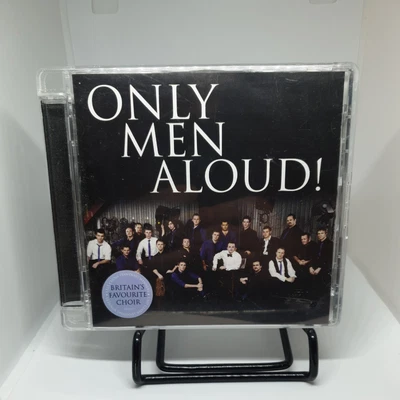 ONLY
MEN
ALOUD!
BRITAIN'S
FAVOURITE
CHOIR